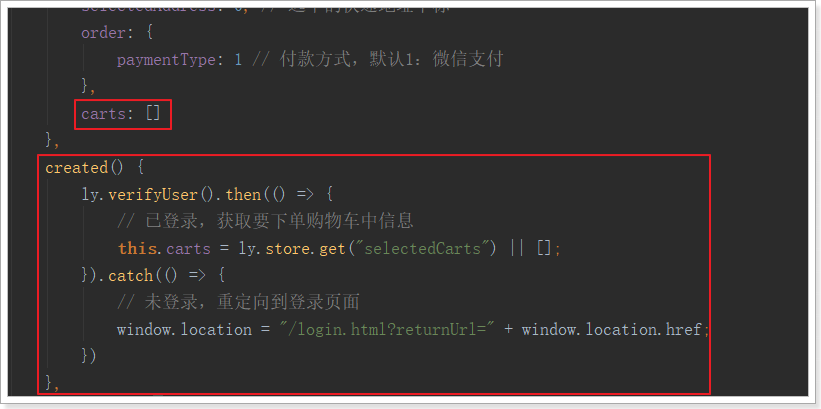 order: {
paymentType: 1 // 付款方式，默认1：微信支付
},
carts: []
},
created() {
ly.verifyUser().then(() => {
// 已登录，获取要下单购物车中信息
this.carts = ly.store.get("selectedCarts") || [];
}).catch(() => {
// 未登录，重定向到登录页面
window.location = "/login.html?returnUrl=" + window.location.href;
})
},